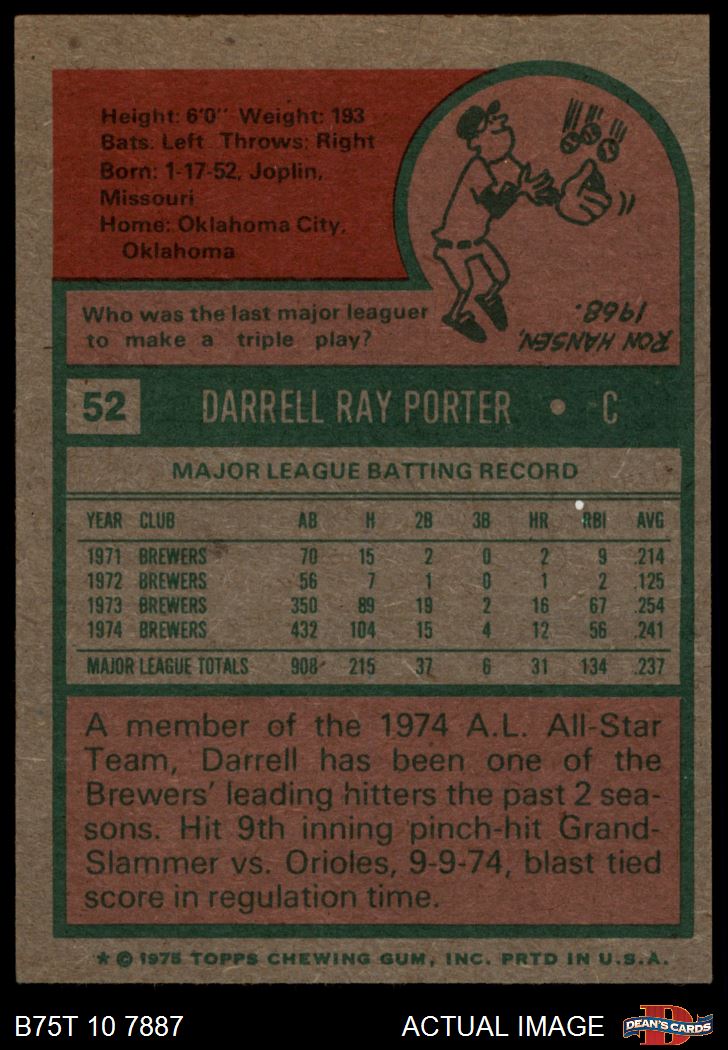 Height: 6'0" Weight: 193
Bats: Left Throws: Right
Born: 1-17-52, Joplin,
Missouri
Home: Oklahoma City,
Oklahoma
Who was the last major leaguer
to make a triple play?
RON HANSEN,
1968.
52 DARRELL RAY PORTER • C
MAJOR LEAGUE BATTING RECORD
YEAR CLUB AB H 2B 3B HR RBI AVG
1971 BREWERS 70 15 2 0 2 9 .214
1972 BREWERS 56 7 1 0 1 2 .125
1973 BREWERS 350 89 19 2 16 67 .254
1974 BREWERS 432 104 15 4 12 56 .241
MAJOR LEAGUE TOTALS 908 215 37 6 31 134 .237
A member of the 1974 A.L. All-Star
Team, Darrell has been one of the
Brewers' leading hitters the past 2 sea-
sons. Hit 9th inning pinch-hit Grand-
Slammer vs. Orioles, 9-9-74, blast tied
score in regulation time.
* © 1975 TOPPS CHEWING GUM, INC. PRTD IN U.S.A.
B75T 10 7887 ACTUAL IMAGE D DEAN'S CARDS